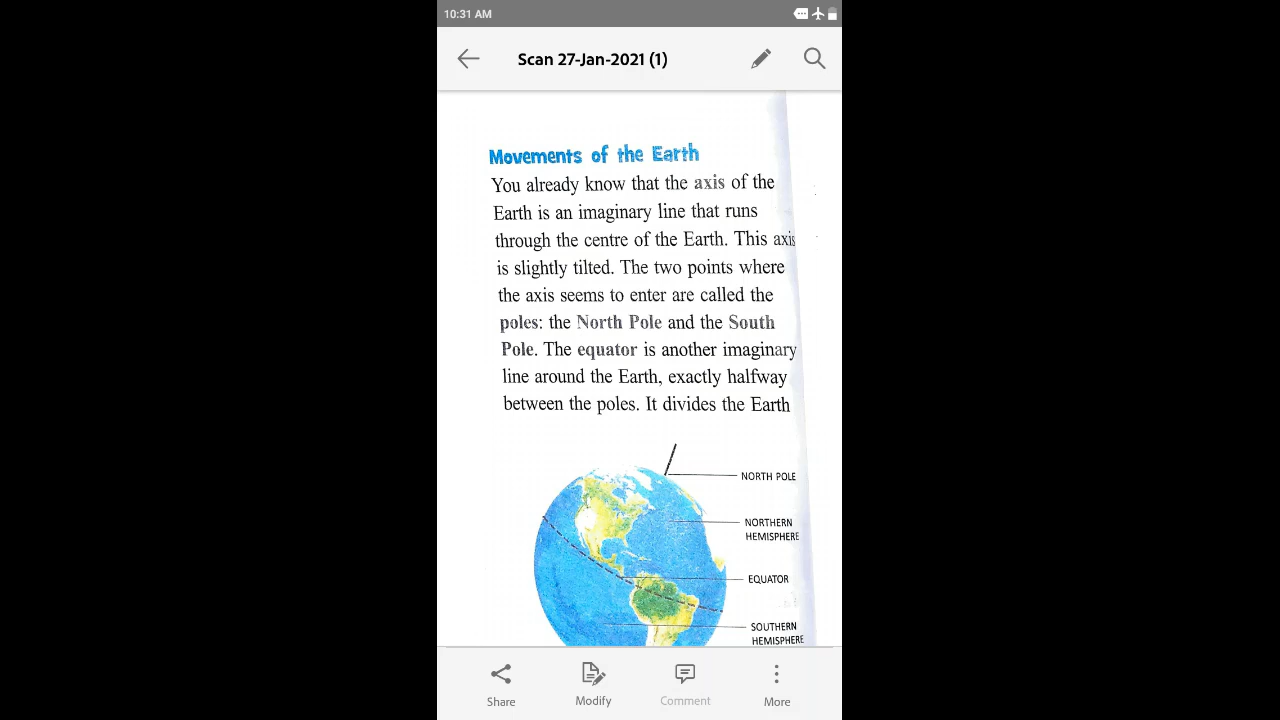 10:31 AM
Scan 27-Jan-2021 (1)
Movements of the Earth
You already know that the axis of the
Earth is an imaginary line that runs
through the centre of the Earth. This axis
is slightly tilted. The two points where
the axis seems to enter are called the
poles: the North Pole and the South
Pole. The equator is another imaginary
line around the Earth, exactly halfway
between the poles. It divides the Earth
NORTH POLE
NORTHERN
HEMISPHERE
EQUATOR
SOUTHERN
HEMISPHERE
Share
Modify
Comment
More